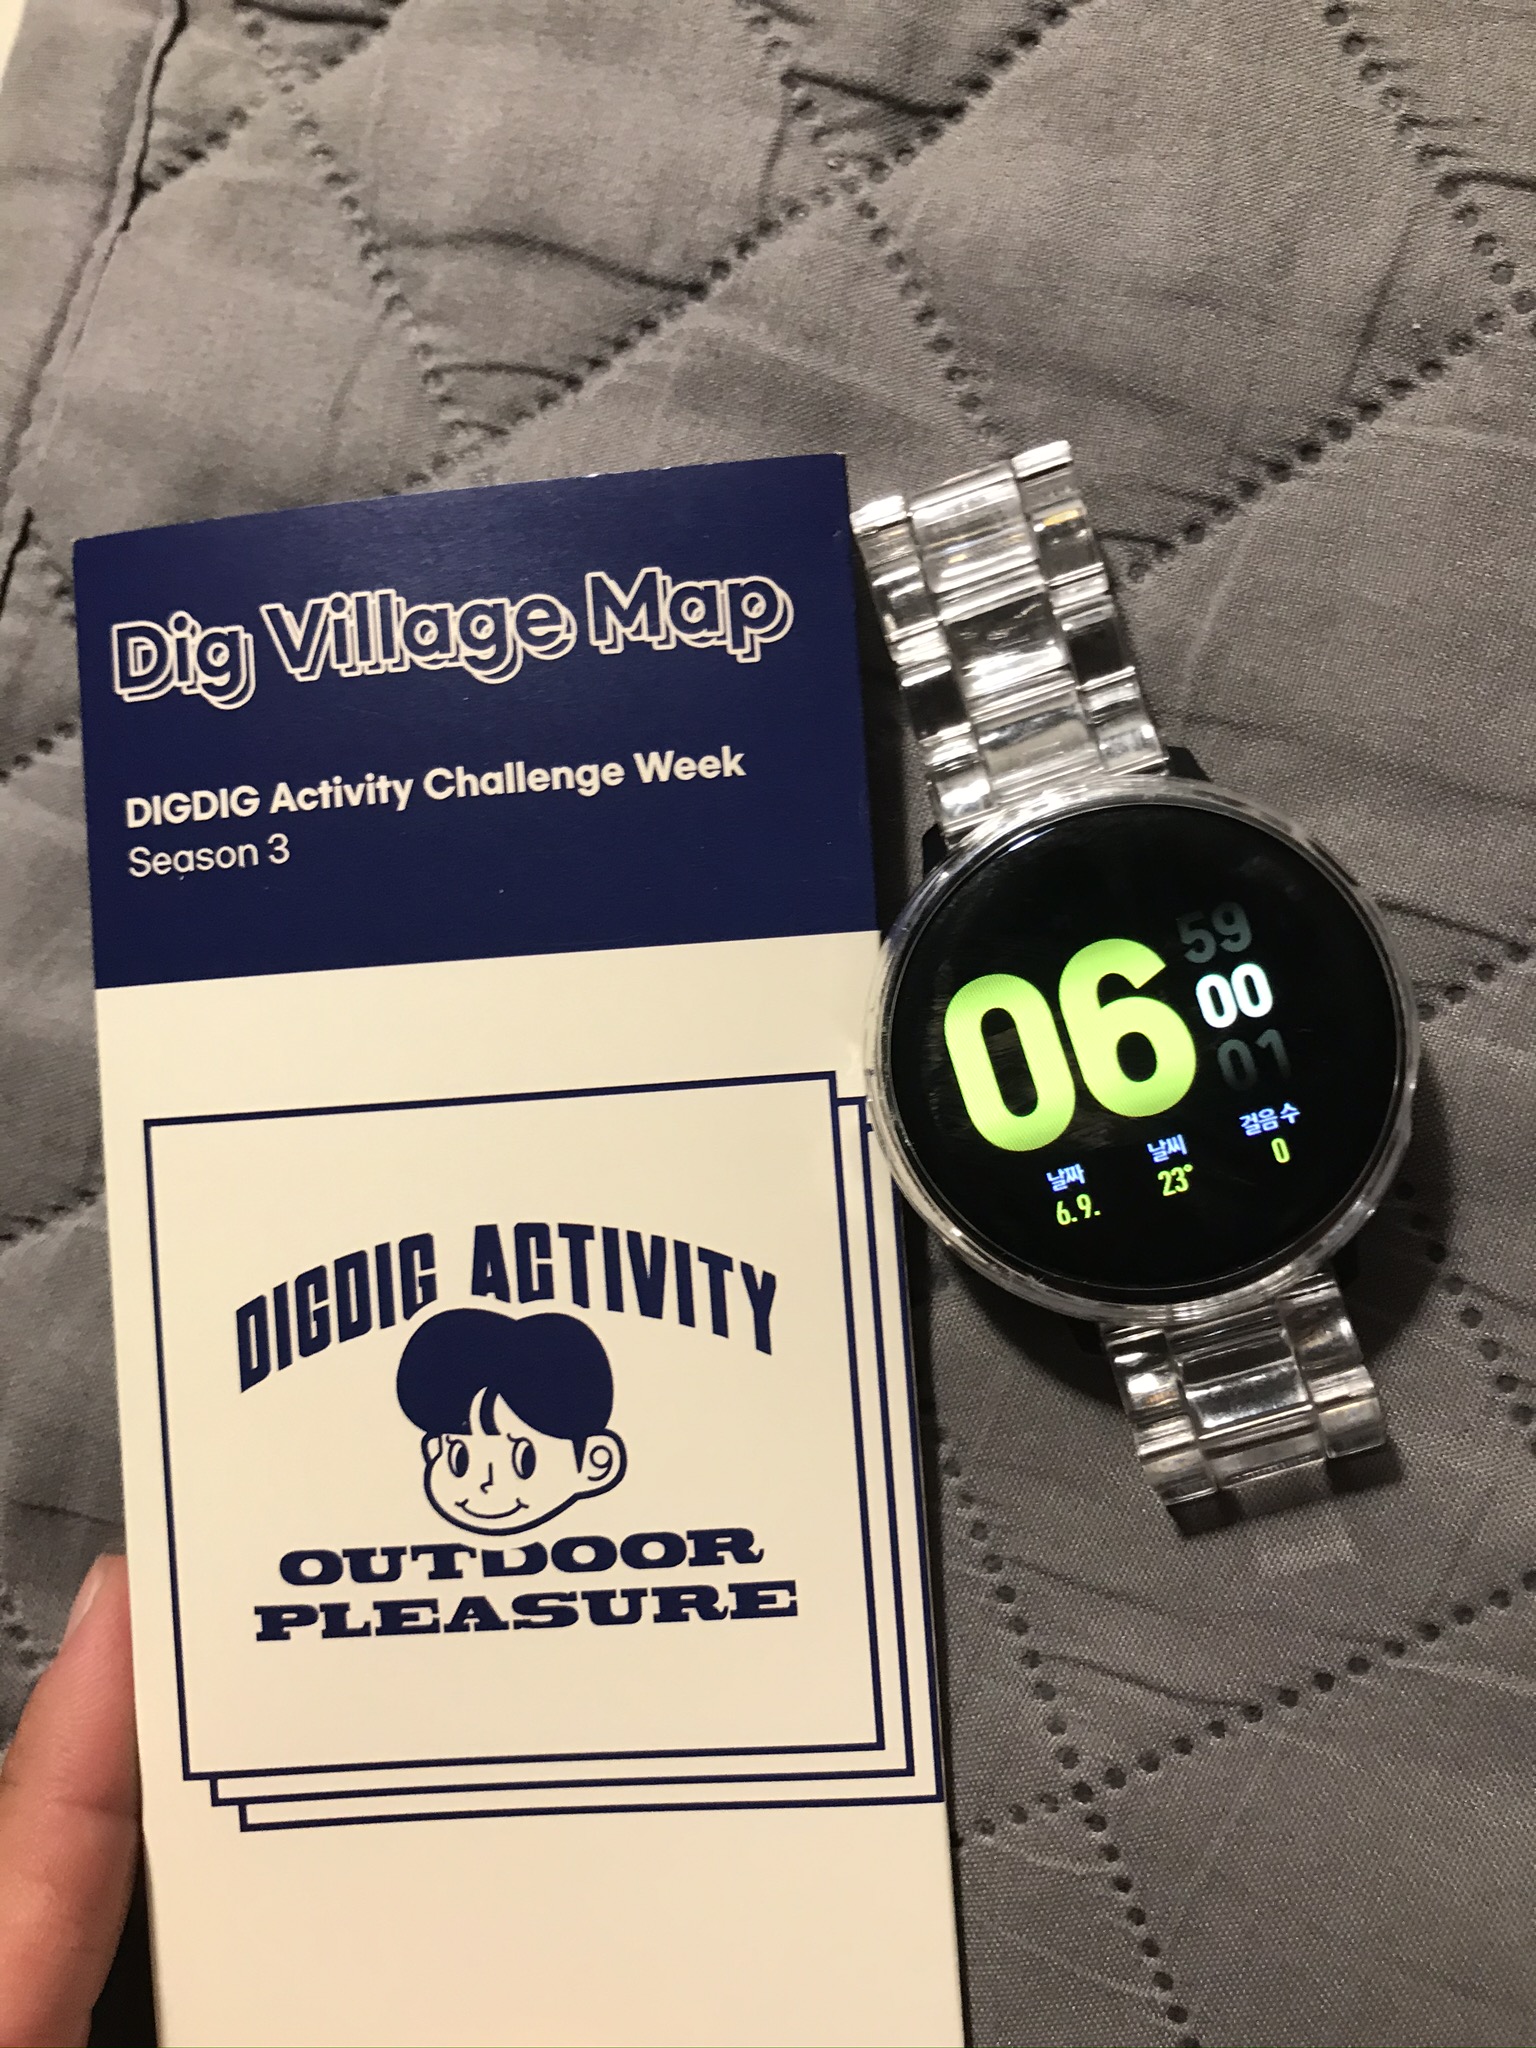 Dig Village Map
DIGDIG Activity Challenge Week
Season 3
DIGDIG ACTIVITY
OUTDOOR
PLEASURE
59
06 00
01
날짜 날씨 걸음 수
6.9. 23° 0